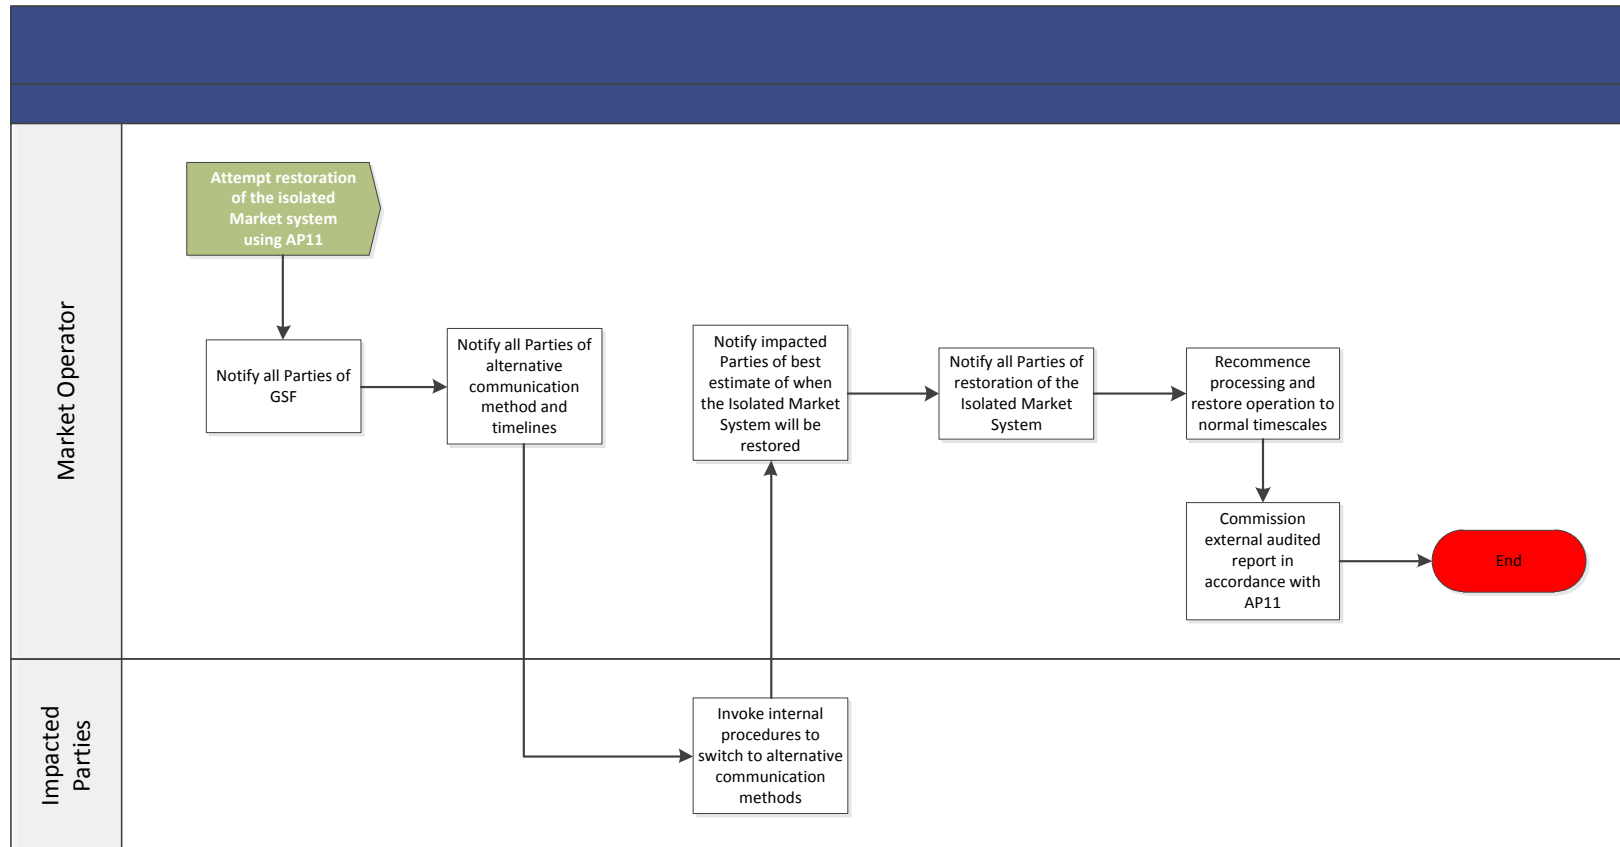 Market Operator
Attempt restoration
of the isolated
Market system
using AP11
Notify all Parties of
GSF
Notify all Parties of
alternative
communication
method and
timelines
Notify impacted
Parties of best
estimate of when
the Isolated Market
System will be
restored
Notify all Parties of
restoration of the
Isolated Market
System
Recommence
processing and
restore operation to
normal timescales
Commission
external audited
report in
accordance with
AP11
End
Impacted
Parties
Invoke internal
procedures to
switch to alternative
communication
methods